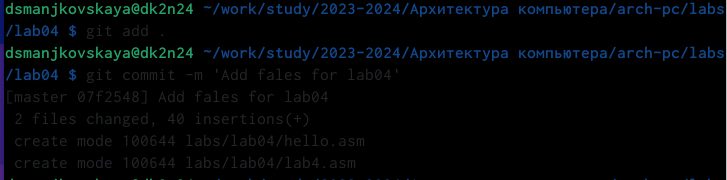 dsmanjkovskaya@dk2n24 ~/work/study/2023-2024/Архитектура компьютера/arch-pc/labs
/lab04 $ git add .
dsmanjkovskaya@dk2n24 ~/work/study/2023-2024/Архитектура компьютера/arch-pc/labs
/lab04 $ git commit -m 'Add fales for lab04'
[master 07f2548] Add fales for lab04
2 files changed, 40 insertions(+)
create mode 100644 labs/lab04/hello.asm
create mode 100644 labs/lab04/lab4.asm